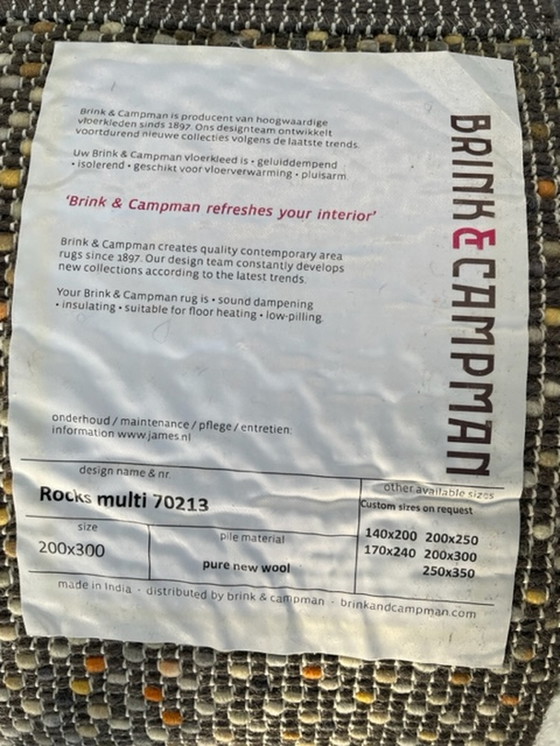 Brink & Campman is producent van hoogwaardige
vloerkleden sinds 1897. Ons designteam ontwikkelt
voortdurend nieuwe collecties volgens de laatste trends.
Uw Brink & Campman vloerkleed is • geluiddempend
• isolerend • geschikt voor vloerverwarming • pluisarm.
'Brink & Campman refreshes your interior'
Brink & Campman creates quality contemporary area
rugs since 1897. Our design team constantly develops
new collections according to the latest trends.
Your Brink & Campman rug is • sound dampening
• insulating • suitable for floor heating • low-pilling.
onderhoud / maintenance / pflege / entretien:
information www.james.nl
BRINK & CAMPMAN
design name & nr.
Rocks multi 70213
size
200x300
pile material
pure new wool
other available sizes
Custom sizes on request
140x200 200x250
170x240 200x300
250x350
made in India - distributed by brink & campman - brinkandcampman.com